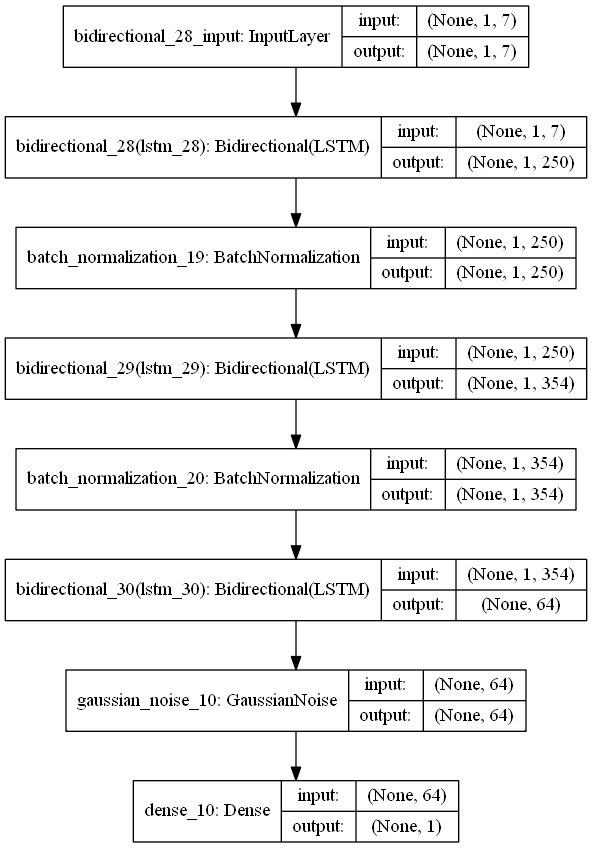 bidirectional_28_input: InputLayer
input: (None, 1, 7)
output: (None, 1, 7)
bidirectional_28(lstm_28): Bidirectional(LSTM)
input: (None, 1, 7)
output: (None, 1, 250)
batch_normalization_19: BatchNormalization
input: (None, 1, 250)
output: (None, 1, 250)
bidirectional_29(lstm_29): Bidirectional(LSTM)
input: (None, 1, 250)
output: (None, 1, 354)
batch_normalization_20: BatchNormalization
input: (None, 1, 354)
output: (None, 1, 354)
bidirectional_30(lstm_30): Bidirectional(LSTM)
input: (None, 1, 354)
output: (None, 64)
gaussian_noise_10: GaussianNoise
input: (None, 64)
output: (None, 64)
dense_10: Dense
input: (None, 64)
output: (None, 1)